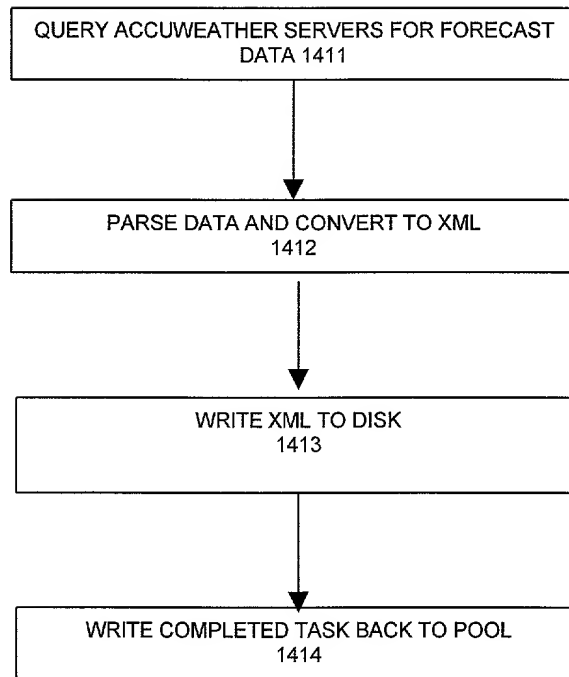 QUERY ACCUWEATHER SERVERS FOR FORECAST
DATA 1411
PARSE DATA AND CONVERT TO XML
1412
WRITE XML TO DISK
1413
WRITE COMPLETED TASK BACK TO POOL
1414